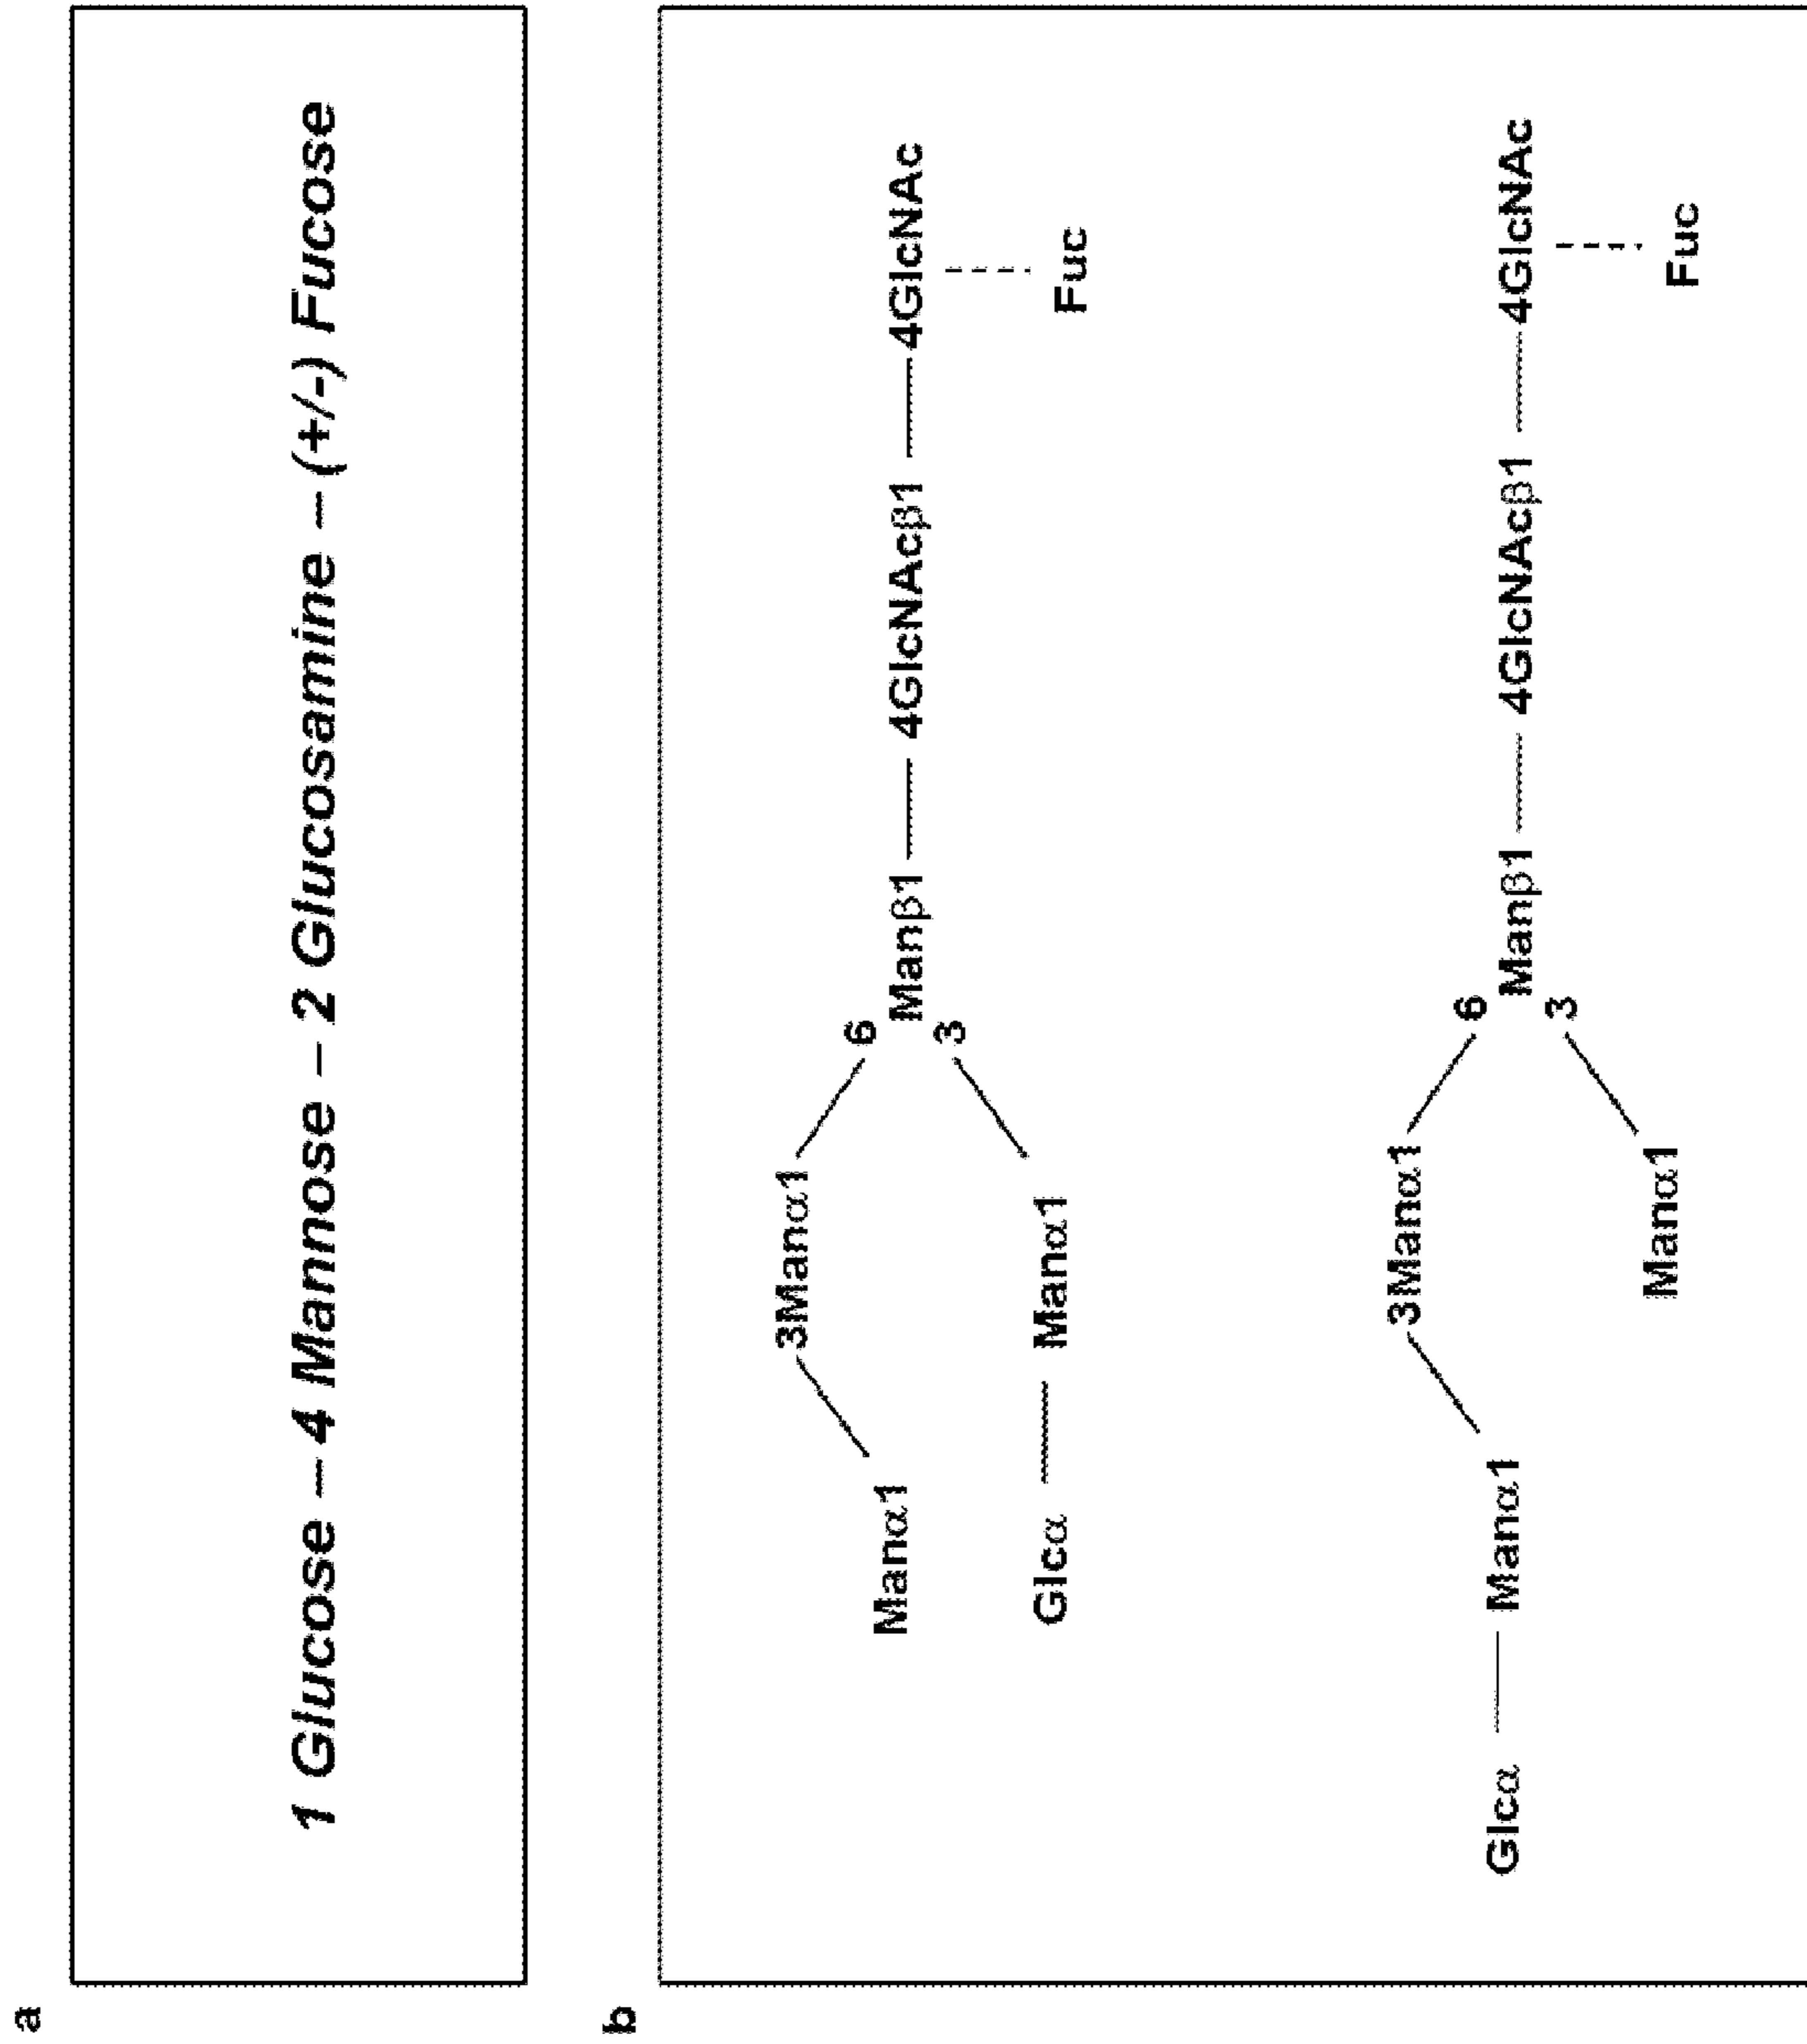 a
1 Glucose – 4 Mannose – 2 Glucosamine – (+/-) Fucose
b
Manα1
3Manα1
6
Glcα
Manα1
3
Manβ1
4GlcNAcβ1
4GlcNAc
Fuc
Glcα
Manα1
3Manα1
6
Manα1
3
Manβ1
4GlcNAcβ1
4GlcNAc
Fuc